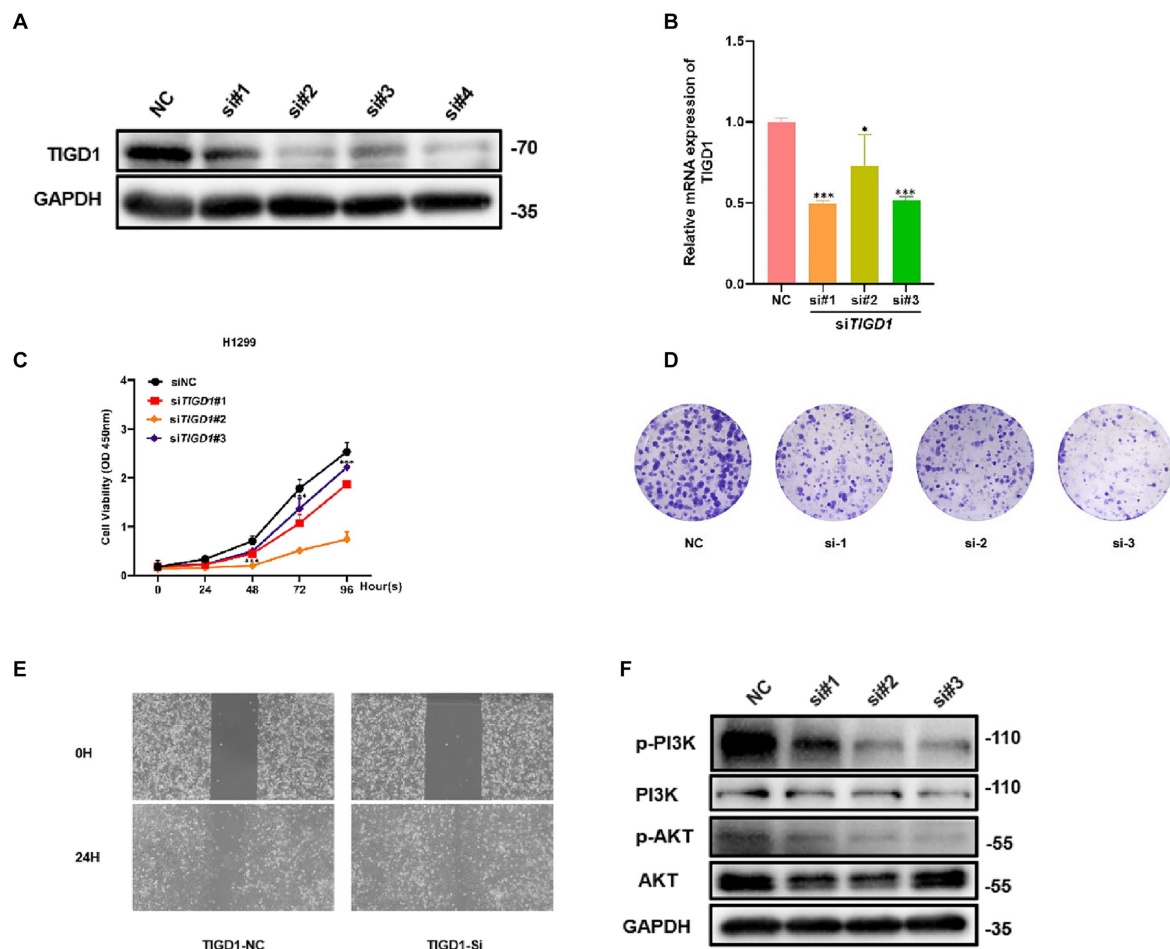 A
NC
si#1
si#2
si#3
si#4
TIGD1
-70
GAPDH
-35
B
Relative mRNA expression of
TIGD1
1.5
1.0
0.5
0.0
*
***
***
NC
si#1
si#2
si#3
siTIGD1
C
H1299
siNC
siTIGD1#1
siTIGD1#2
siTIGD1#3
Cell Viability (OD 450nm)
4
3
2
1
0
***
***
***
0
24
48
72
96
Hour(s)
D
NC
si-1
si-2
si-3
E
0H
24H
TIGD1-NC
TIGD1-Si
F
NC
si#1
si#2
si#3
p-PI3K
-110
PI3K
-110
p-AKT
-55
AKT
-55
GAPDH
-35